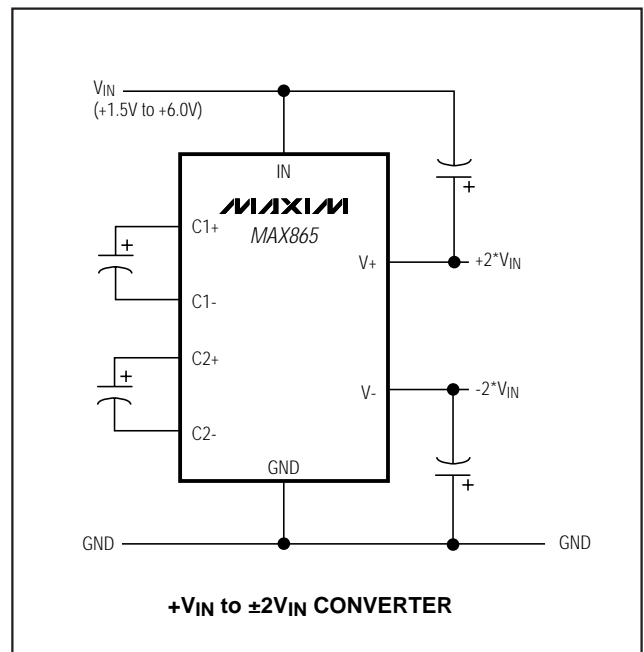 VIN
(+1.5V to +6.0V)
IN
MAXIM
MAX865
C1+
C1-
C2+
C2-
V+
V-
GND
+
+
+
+
+2*VIN
-2*VIN
GND
GND
+VIN to ±2VIN CONVERTER